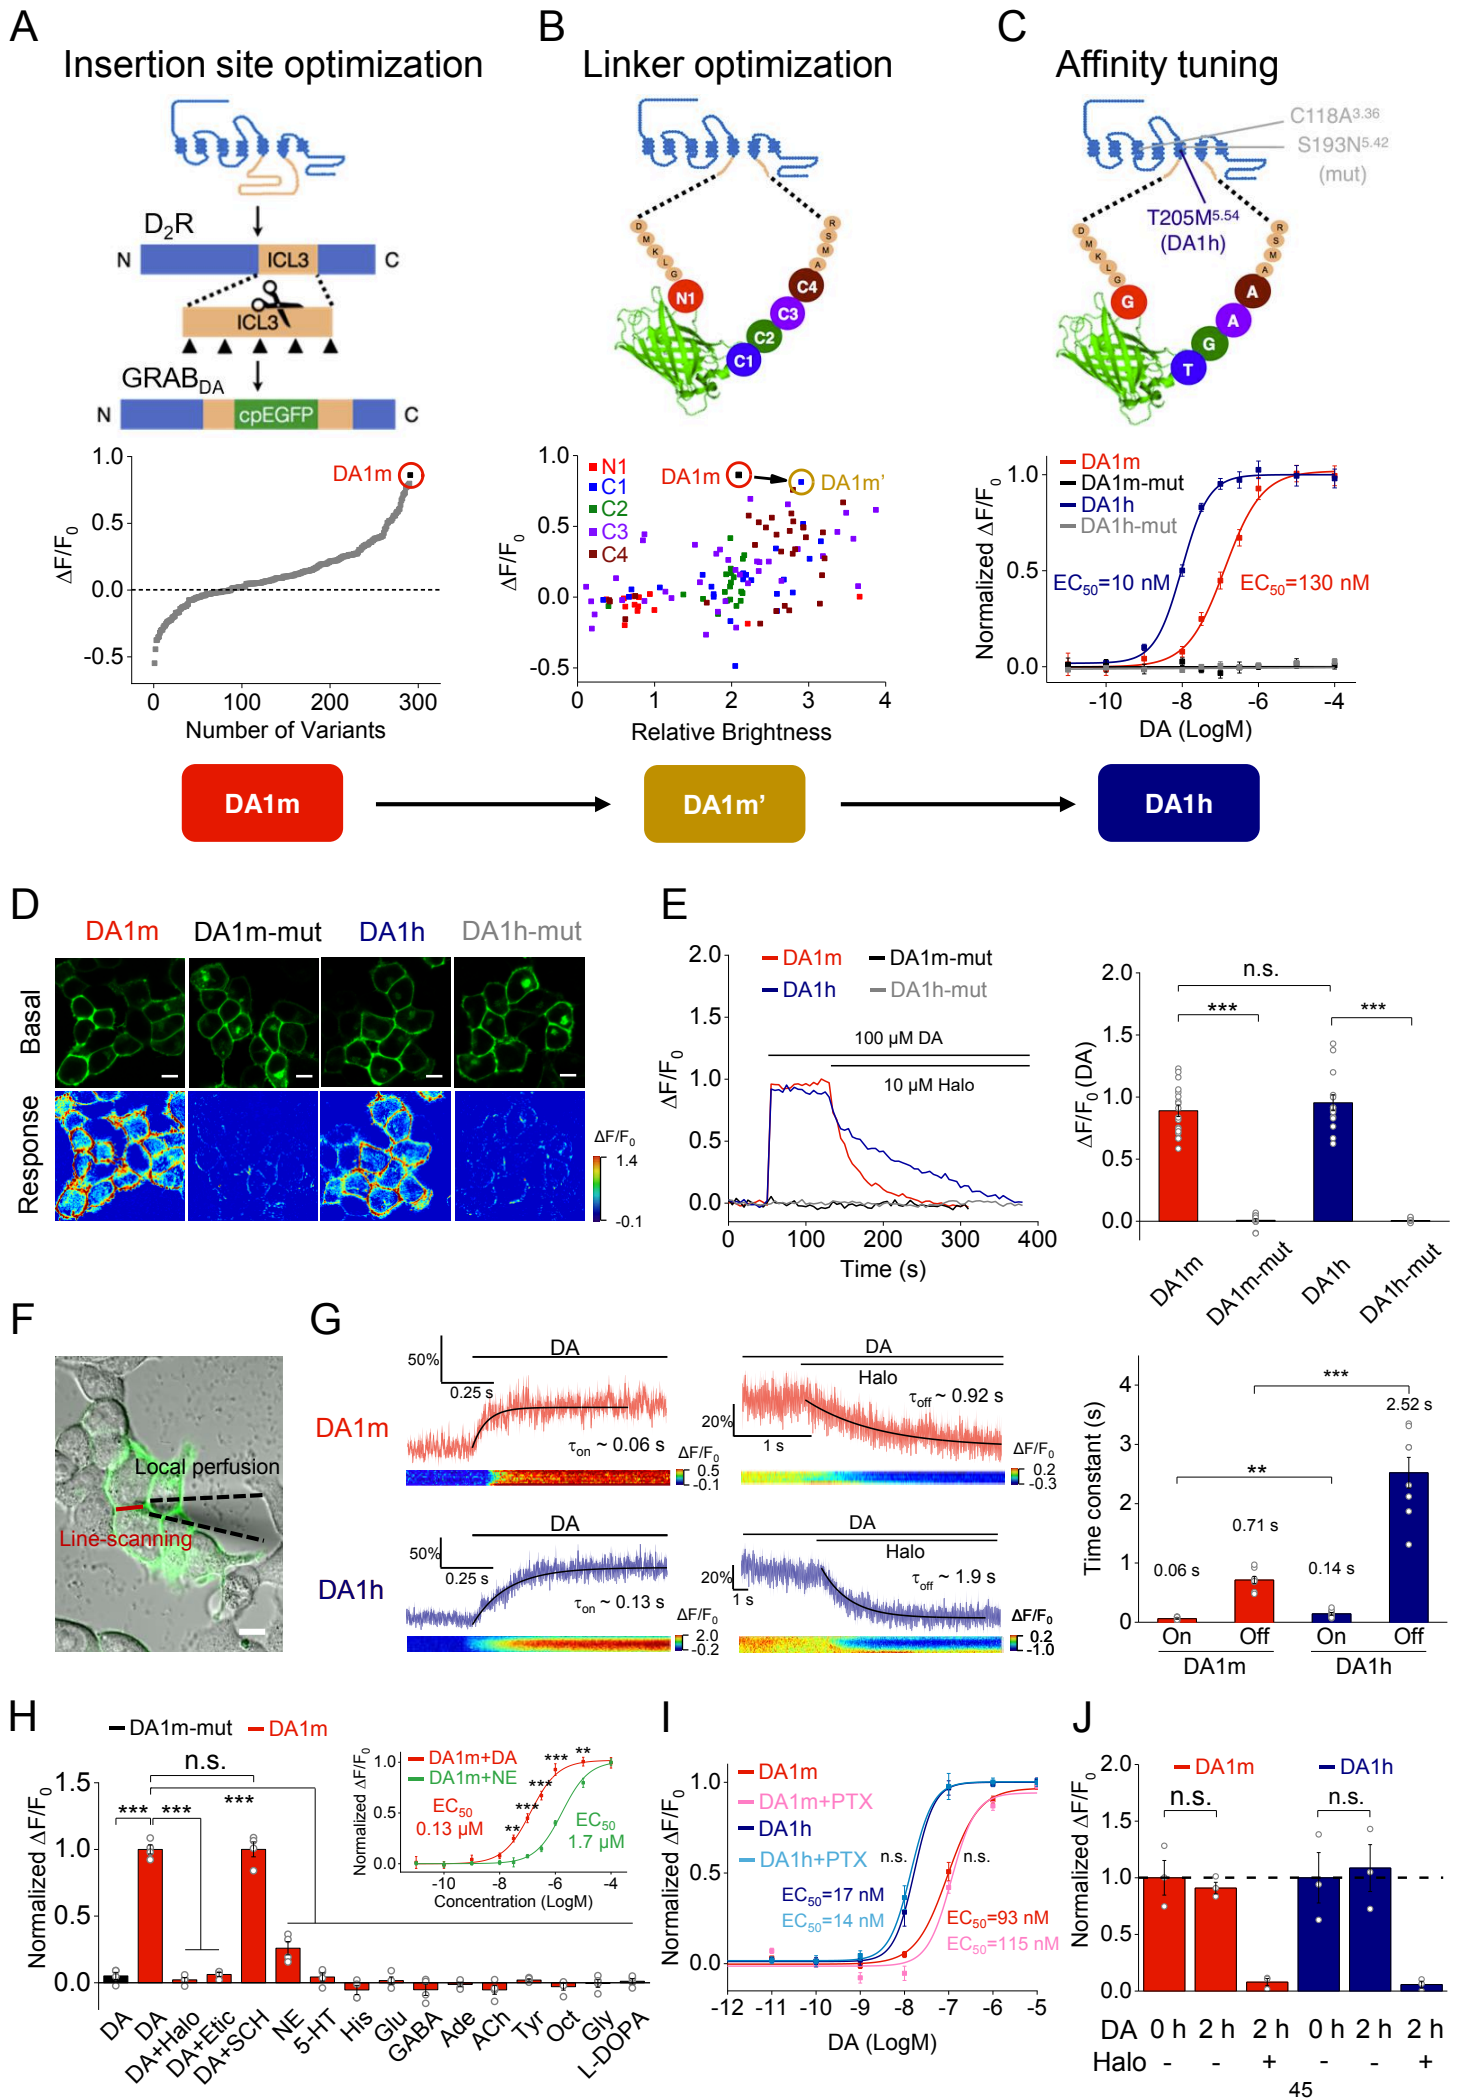 A
Insertion site optimization
D2R
N
ICL3
C
ICL3
GRABDA
N
cpEGFP
C
1.0
0.5
0.0
-0.5
ΔF/F0
DA1m
0
100
200
300
Number of Variants
B
Linker optimization
D
M
K
L
G
N1
C1
C2
C3
C4
A
M
S
R
1.0
0.5
0.0
-0.5
ΔF/F0
N1
C1
C2
C3
C4
DA1m
DA1m’
0
1
2
3
4
Relative Brightness
C
Affinity tuning
C118A3.36
S193N5.42
(mut)
T205M5.54
(DA1h)
D
M
K
L
G
G
T
G
A
A
A
M
S
R
1.0
0.5
0.0
Normalized ΔF/F0
DA1m
DA1m-mut
DA1h
DA1h-mut
EC50=10 nM
EC50=130 nM
-10
-8
-6
-4
DA (LogM)
DA1m
DA1m’
DA1h
D
DA1m
DA1m-mut
DA1h
DA1h-mut
Basal
Response
ΔF/F0
1.4
-0.1
E
2.0
1.5
1.0
0.5
0.0
ΔF/F0
DA1m
DA1m-mut
DA1h
DA1h-mut
100 µM DA
10 µM Halo
0
100
200
300
400
Time (s)
2.0
1.5
1.0
0.5
0.0
ΔF/F0 (DA)
n.s.
***
***
DA1m
DA1m-mut
DA1h
DA1h-mut
F
Local perfusion
Line-scanning
G
DA1m
50%
0.25 s
DA
τon ~ 0.06 s
ΔF/F0
0.5
-0.1
DA
Halo
τoff ~ 0.92 s
20%
1 s
ΔF/F0
0.2
-0.3
DA1h
50%
0.25 s
DA
τon ~ 0.13 s
ΔF/F0
2.0
-0.2
DA
Halo
τoff ~ 1.9 s
20%
1 s
ΔF/F0
0.2
-1.0
4
3
2
1
0
Time constant (s)
***
2.52 s
**
0.71 s
0.06 s
0.14 s
On
Off
On
Off
DA1m
DA1h
H
DA1m-mut
DA1m
1.5
1.0
0.5
0.0
Normalized ΔF/F0
n.s.
***
***
***
DA
DA
DA+Halo
DA+Etic
DA+SCH
NE
5-HT
His
Glu
GABA
Ade
ACh
Tyr
Oct
Gly
L-DOPA
1.0
0.5
0.0
Normalized ΔF/F0
DA1m+DA
DA1m+NE
EC50
0.13 µM
EC50
1.7 µM
**
***
***
***
**
-10
-8
-6
-4
Concentration (LogM)
I
1.0
0.5
0.0
Normalized ΔF/F0
DA1m
DA1m+PTX
DA1h
DA1h+PTX
n.s.
n.s.
EC50=17 nM
EC50=14 nM
EC50=93 nM
EC50=115 nM
-12
-11
-10
-9
-8
-7
-6
-5
DA (LogM)
J
DA1m
DA1h
2.0
1.5
1.0
0.5
0.0
Normalized ΔF/F0
n.s.
n.s.
DA 0 h 2 h 2 h 0 h 2 h 2 h
Halo - - + - - +
45